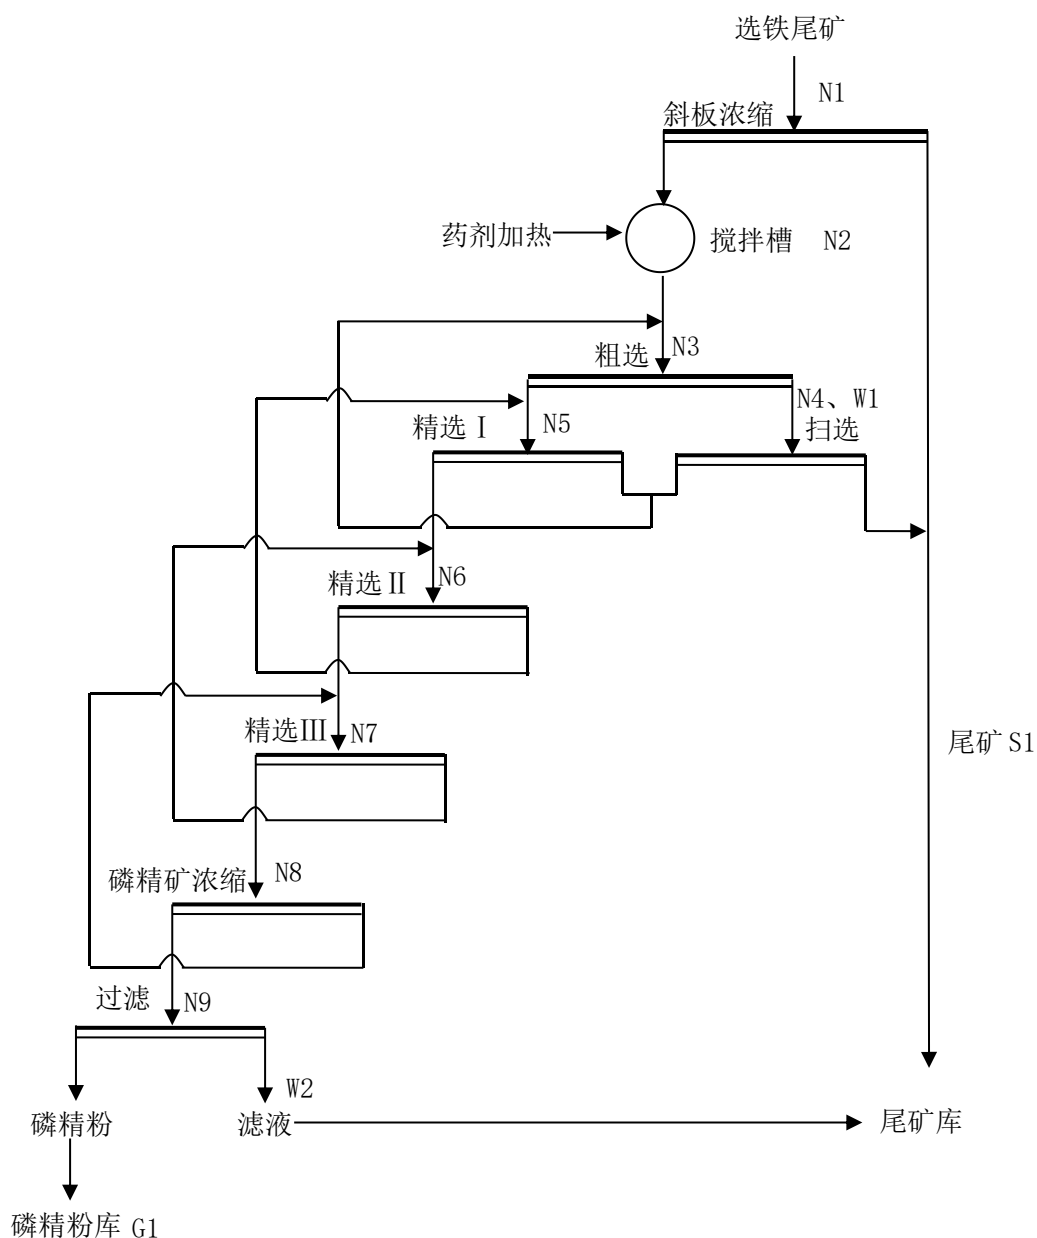 选铁尾矿
N1
斜板浓缩
药剂加热
搅拌槽 N2
粗选
N3
N4、W1
精选Ⅰ
N5
扫选
精选Ⅱ
N6
精选Ⅲ
N7
尾矿 S1
磷精矿浓缩
N8
过滤
N9
W2
磷精粉
滤液
尾矿库
磷精粉库 G1